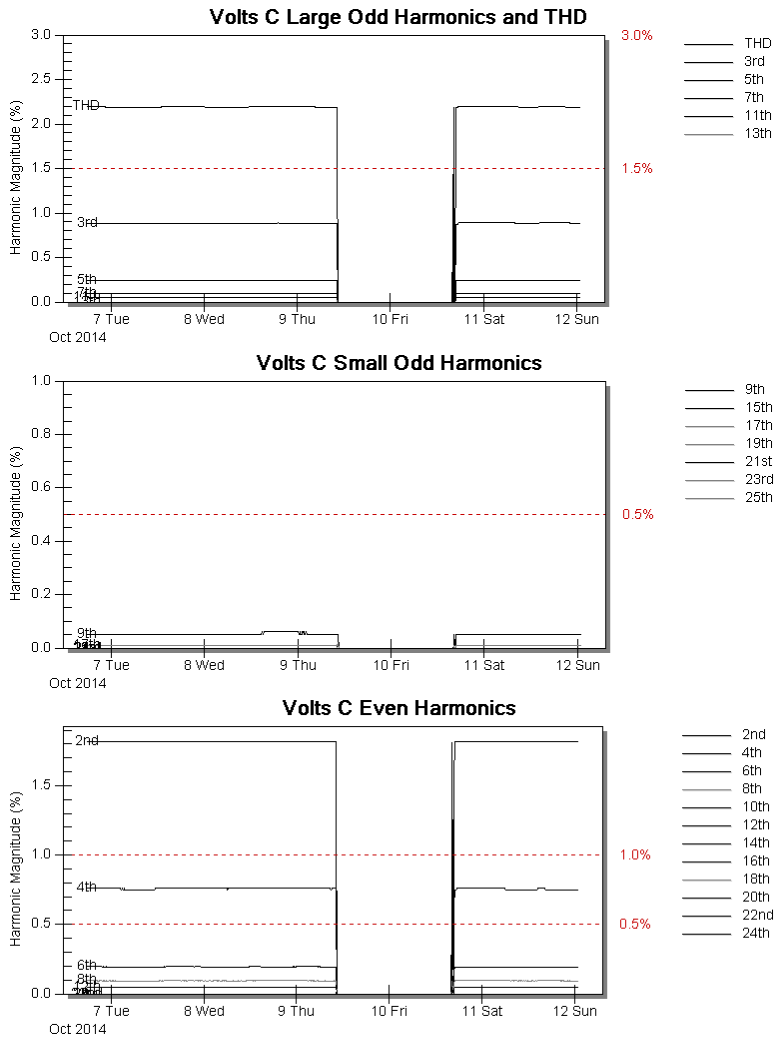 Volts C Large Odd Harmonics and THD
Harmonic Magnitude (%)
3.0
2.5
2.0
1.5
1.0
0.5
0.0
THD
3rd
5th
7th
3.0%
1.5%
7 Tue
8 Wed
9 Thu
10 Fri
11 Sat
12 Sun
Oct 2014
THD
3rd
5th
7th
11th
13th
Volts C Small Odd Harmonics
Harmonic Magnitude (%)
1.0
0.8
0.6
0.4
0.2
0.0
9th
0.5%
7 Tue
8 Wed
9 Thu
10 Fri
11 Sat
12 Sun
Oct 2014
9th
15th
17th
19th
21st
23rd
25th
Volts C Even Harmonics
Harmonic Magnitude (%)
1.5
1.0
0.5
0.0
2nd
4th
6th
8th
1.0%
0.5%
7 Tue
8 Wed
9 Thu
10 Fri
11 Sat
12 Sun
Oct 2014
2nd
4th
6th
8th
10th
12th
14th
16th
18th
20th
22nd
24th